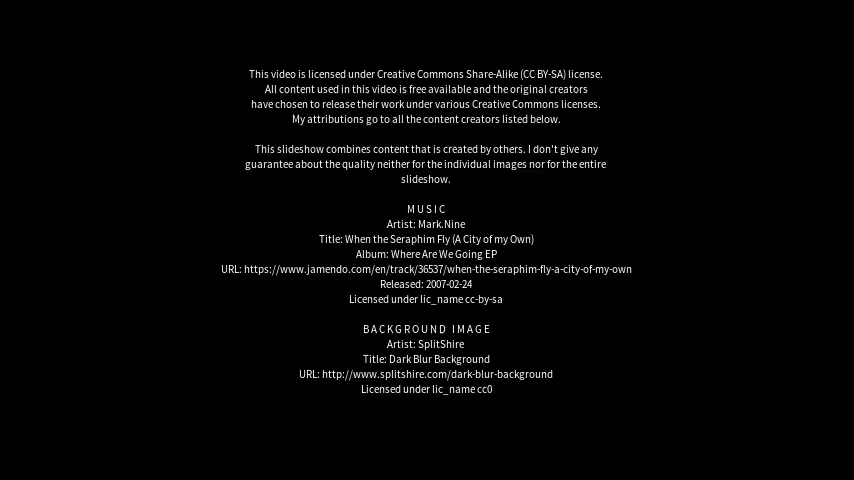 This video is licensed under Creative Commons Share-Alike (CC BY-SA) license.
All content used in this video is free available and the original creators
have chosen to release their work under various Creative Commons licenses.
My attributions go to all the content creators listed below.
This slideshow combines content that is created by others. I don't give any
guarantee about the quality neither for the individual images nor for the entire
slideshow.
MUSIC
Artist: Mark.Nine
Title: When the Seraphim Fly (A City of my Own)
Album: Where Are We Going EP
URL: https://www.jamendo.com/en/track/36537/when-the-seraphim-fly-a-city-of-my-own
Released: 2007-02-24
Licensed under lic_name cc-by-sa
BACKGROUND IMAGE
Artist: SplitShire
Title: Dark Blur Background
URL: http://www.splitshire.com/dark-blur-background
Licensed under lic_name cc0